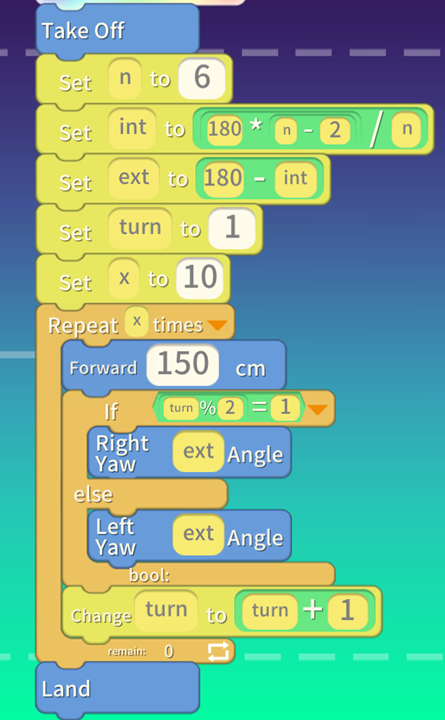 Take Off
Set n to 6
Set int to 180 * n - 2 / n
Set ext to 180 - int
Set turn to 1
Set x to 10
Repeat x times
Forward 150 cm
If turn % 2 = 1
Right Yaw ext Angle
else
Left Yaw ext Angle
bool:
Change turn to turn + 1
remain: 0
Land